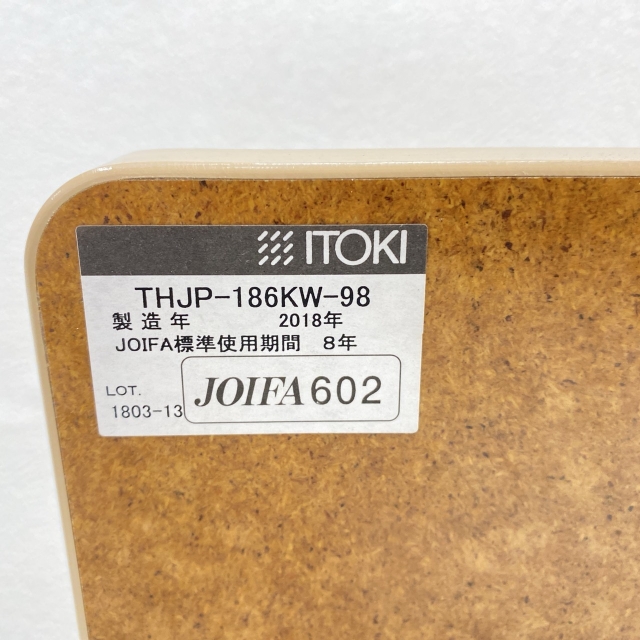 ITOKI
THJP-186KW-98
製造年 2018年
JOIFA標準使用期間 8年
LOT.
1803-13
JOIFA602